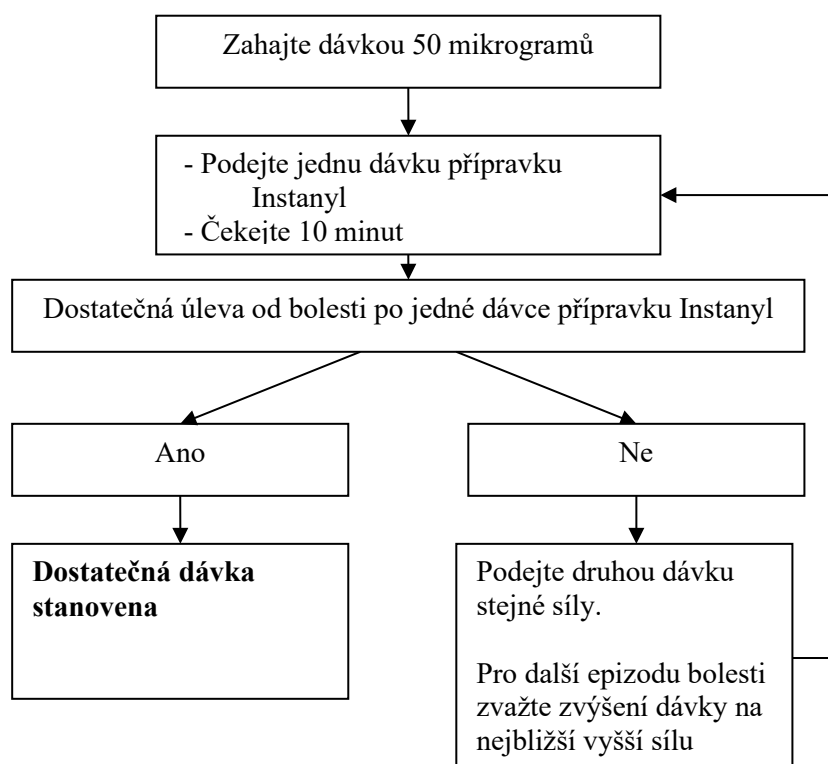 Zahajte dávkou 50 mikrogramů
- Podejte jednu dávku přípravku
Instanyl
- Čekejte 10 minut
Dostatečná úleva od bolesti po jedné dávce přípravku Instanyl
Ano
Ne
Dostatečná dávka
stanovena
Podejte druhou dávku
stejné síly.
Pro další epizodu bolesti
zvažte zvýšení dávky na
nejbližší vyšší sílu